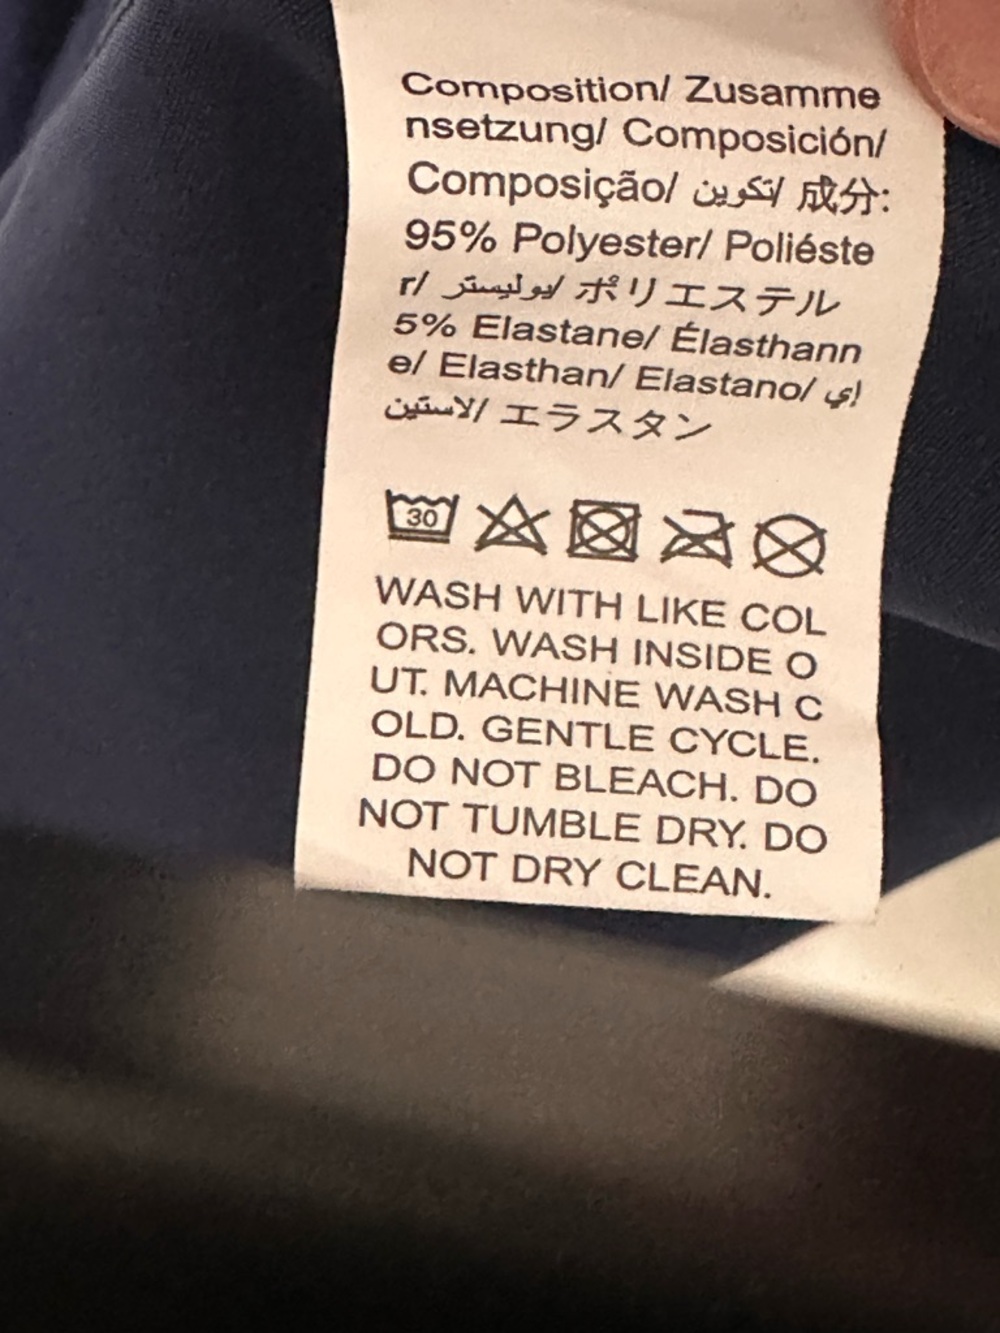 Composition/ Zusamme
nsetzung/ Composición/
Composição/ تكوين/ 成分:
95% Polyester/ Poliéste
r/ بوليستر/ ポリエステル
5% Elastane/ Élasthann
e/ Elasthan/ Elastano/ إي
لاستين/ エラスタン
30
WASH WITH LIKE COL
ORS. WASH INSIDE O
UT. MACHINE WASH C
OLD. GENTLE CYCLE.
DO NOT BLEACH. DO
NOT TUMBLE DRY. DO
NOT DRY CLEAN.